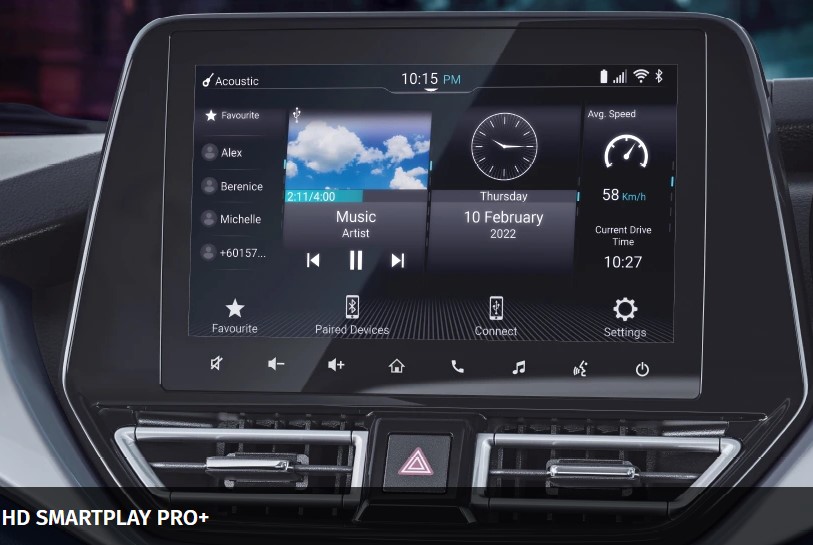 Acoustic
10:15 PM
Favourite
Alex
Berenice
Michelle
+60157...
2:11/4:00
Music
Artist
Thursday
10 February
2022
Avg. Speed
58 Km/h
Current Drive
Time
10:27
Favourite
Paired Devices
Connect
Settings
HD SMARTPLAY PRO+